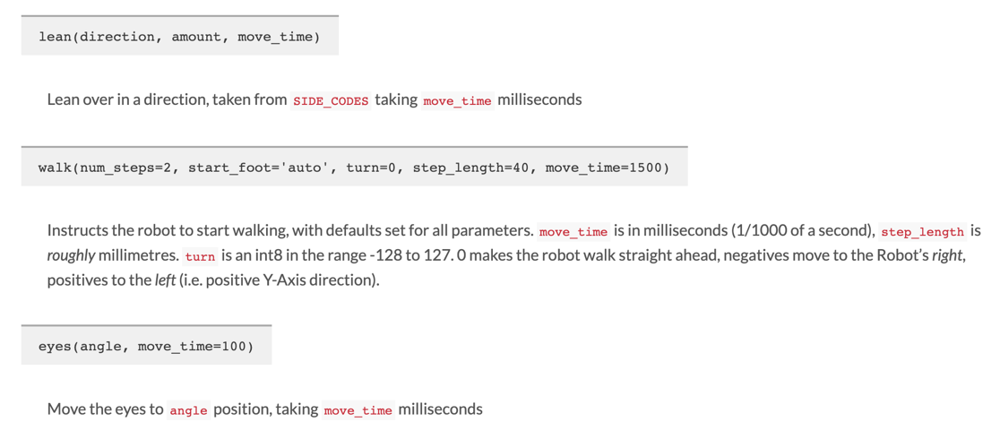 lean(direction, amount, move_time)
Lean over in a direction, taken from SIDE_CODES taking move_time milliseconds
walk(num_steps=2, start_foot='auto', turn=0, step_length=40, move_time=1500)
Instructs the robot to start walking, with defaults set for all parameters. move_time is in milliseconds (1/1000 of a second), step_length is
roughly millimetres. turn is an int8 in the range -128 to 127. 0 makes the robot walk straight ahead, negatives move to the Robot’s right,
positives to the left (i.e. positive Y-Axis direction).
eyes(angle, move_time=100)
Move the eyes to angle position, taking move_time milliseconds